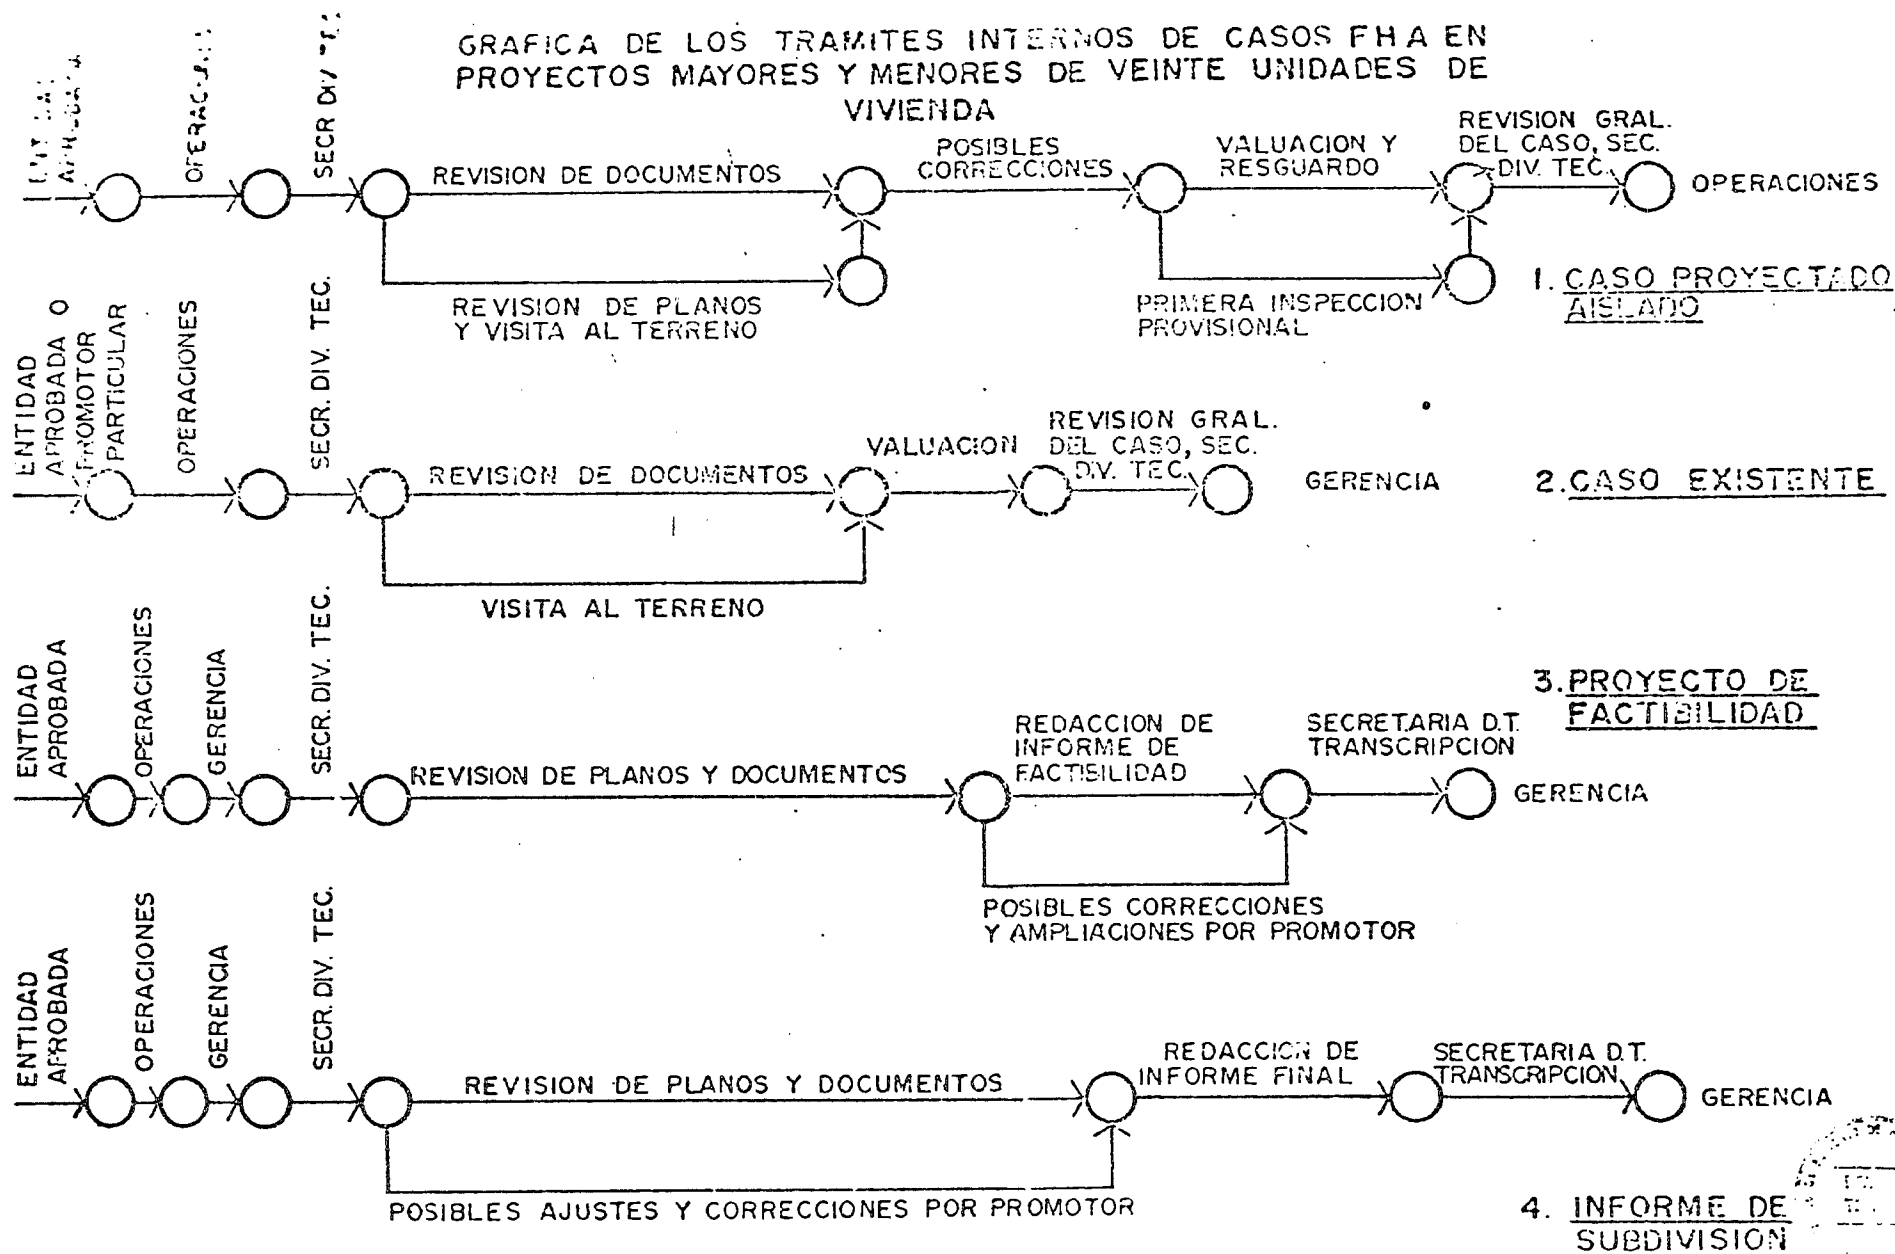 GRAFICA DE LOS TRAMITES INTERNOS DE CASOS FHA EN
PROYECTOS MAYORES Y MENORES DE VEINTE UNIDADES DE
VIVIENDA
SECR DIV
REVISION DE DOCUMENTOS
POSIBLES
CORRECCIONES
VALUACION Y
RESGUARDO
REVISION GRAL.
DEL CASO, SEC.
DIV. TEC.
OPERACIONES
REVISION DE PLANOS
Y VISITA AL TERRENO
PRIMERA INSPECCION
PROVISIONAL
1. CASO PROYECTADO
AISLADO
ENTIDAD
APROBADA O
PROMOTOR
PARTICULAR
OPERACIONES
SECR. DIV. TEC.
REVISION DE DOCUMENTOS
VALUACION
REVISION GRAL.
DEL CASO, SEC.
DIV. TEC.
GERENCIA
2. CASO EXISTENTE
VISITA AL TERRENO
ENTIDAD
APROBADA
OPERACIONES
GERENCIA
SECR. DIV. TEC.
REVISION DE PLANOS Y DOCUMENTOS
REDACCION DE
INFORME DE
FACTIBILIDAD
SECRETARIA D.T.
TRANSCRIPCION
GERENCIA
3. PROYECTO DE
FACTIBILIDAD
POSIBLES CORRECCIONES
Y AMPLIACIONES POR PROMOTOR
ENTIDAD
APROBADA
OPERACIONES
GERENCIA
SECR. DIV. TEC.
REVISION DE PLANOS Y DOCUMENTOS
REDACCION DE
INFORME FINAL
SECRETARIA D.T.
TRANSCRIPCION
GERENCIA
POSIBLES AJUSTES Y CORRECCIONES POR PROMOTOR
4. INFORME DE
SUBDIVISION